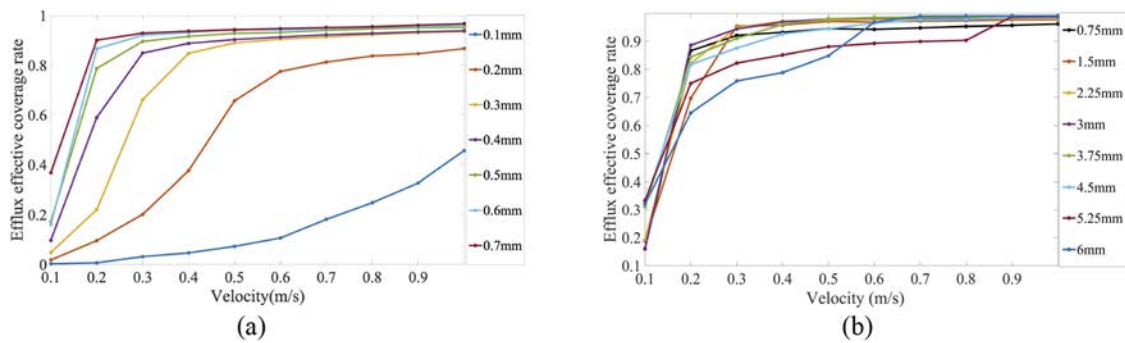 Efflux effective coverage rate
1
0.8
0.6
0.4
0.2
0
0.1 0.2 0.3 0.4 0.5 0.6 0.7 0.8 0.9
Velocity(m/s)
0.1mm
0.2mm
0.3mm
0.4mm
0.5mm
0.6mm
0.7mm
(a)
Efflux effective coverage rate
0.9
0.8
0.7
0.6
0.5
0.4
0.3
0.2
0.1
0.1 0.2 0.3 0.4 0.5 0.6 0.7 0.8 0.9
Velocity (m/s)
0.75mm
1.5mm
2.25mm
3mm
3.75mm
4.5mm
5.25mm
6mm
(b)